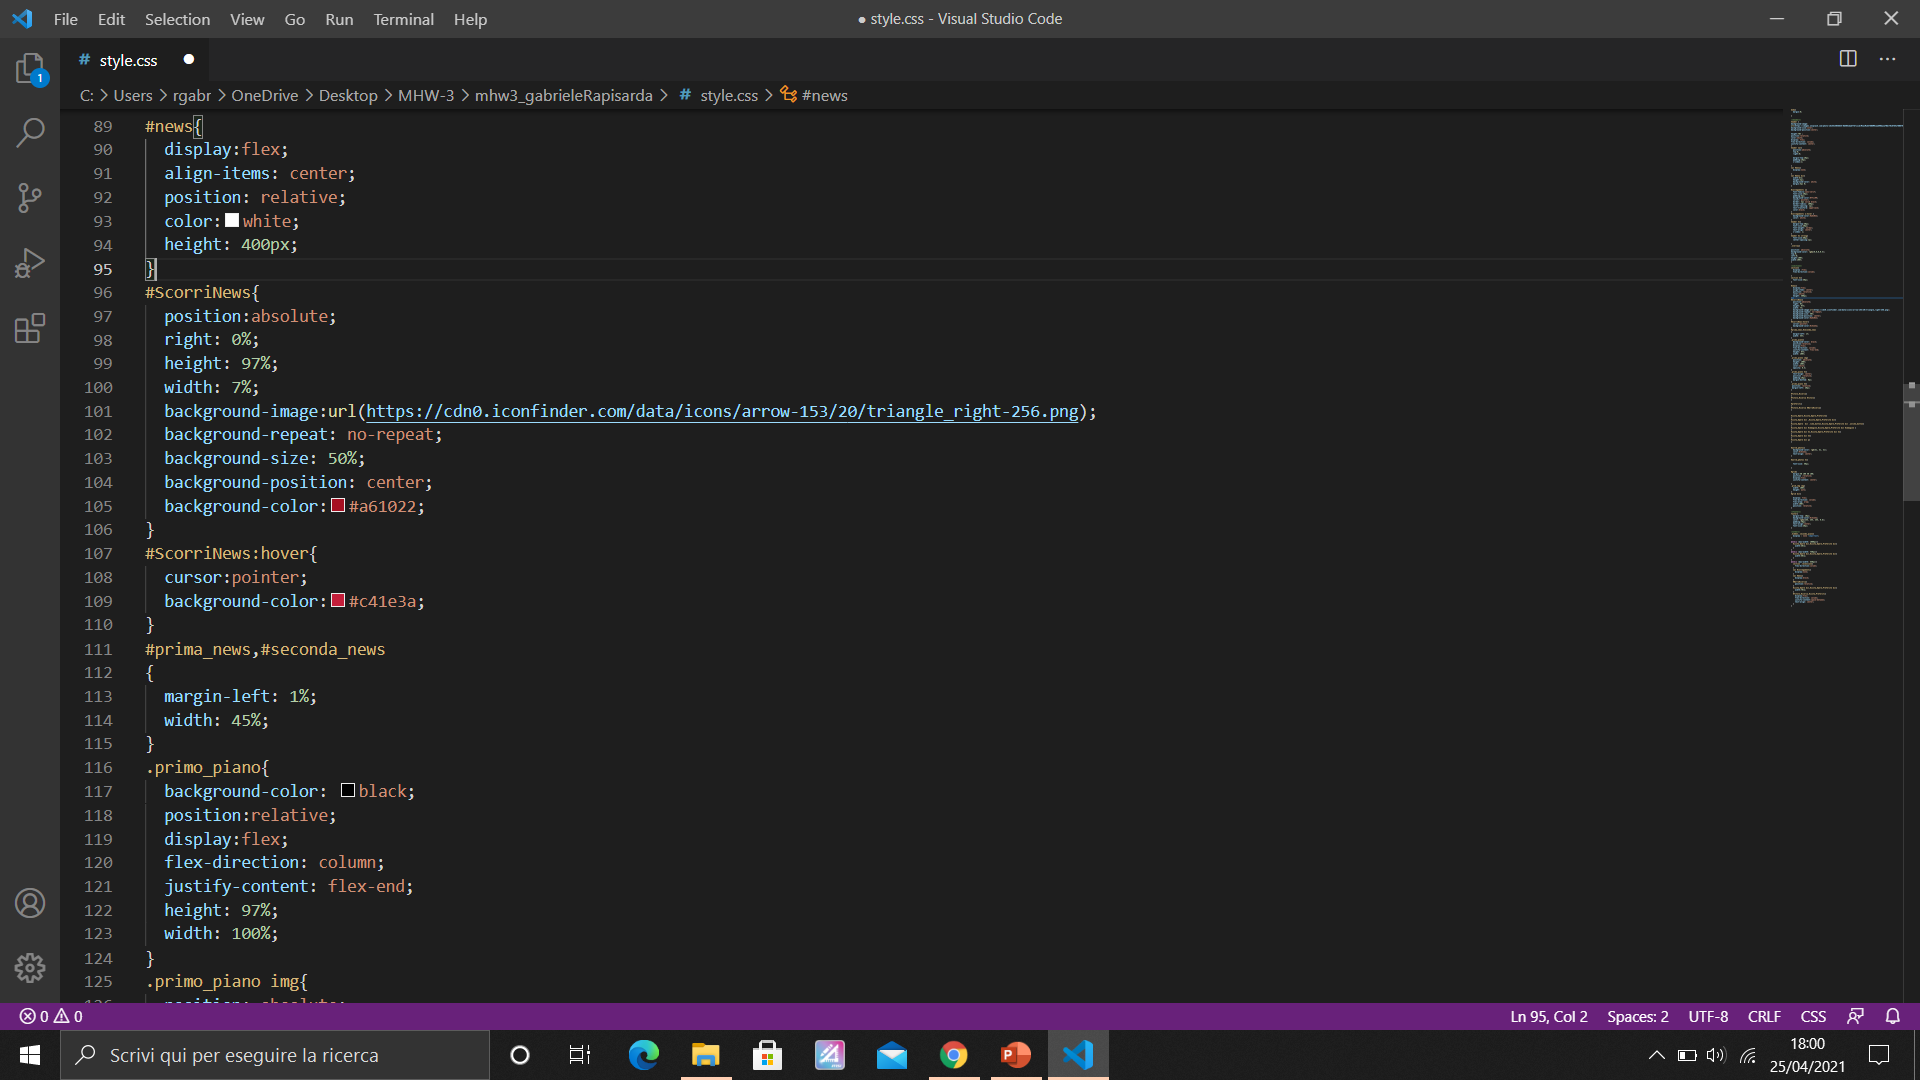 File Edit Selection View Go Run Terminal Help
● style.css - Visual Studio Code
# style.css ●
1
C: > Users > rgabr > OneDrive > Desktop > MHW-3 > mhw3_gabrieleRapisarda > # style.css > #news
89 #news{
90 display:flex;
91 align-items: center;
92 position: relative;
93 color:white;
94 height: 400px;
95 }
96 #ScorriNews{
97 position:absolute;
98 right: 0%;
99 height: 97%;
100 width: 7%;
101 background-image:url(https://cdn0.iconfinder.com/data/icons/arrow-153/20/triangle_right-256.png);
102 background-repeat: no-repeat;
103 background-size: 50%;
104 background-position: center;
105 background-color:#a61022;
106 }
107 #ScorriNews:hover{
108 cursor:pointer;
109 background-color:#c41e3a;
110 }
111 #prima_news,#seconda_news
112 {
113 margin-left: 1%;
114 width: 45%;
115 }
116 .primo_piano{
117 background-color: black;
118 position:relative;
119 display:flex;
120 flex-direction: column;
121 justify-content: flex-end;
122 height: 97%;
123 width: 100%;
124 }
125 .primo_piano img{
126 position: absolute;
0 0
Ln 95, Col 2 Spaces: 2 UTF-8 CRLF CSS
Scrivi qui per eseguire la ricerca
18:00
25/04/2021